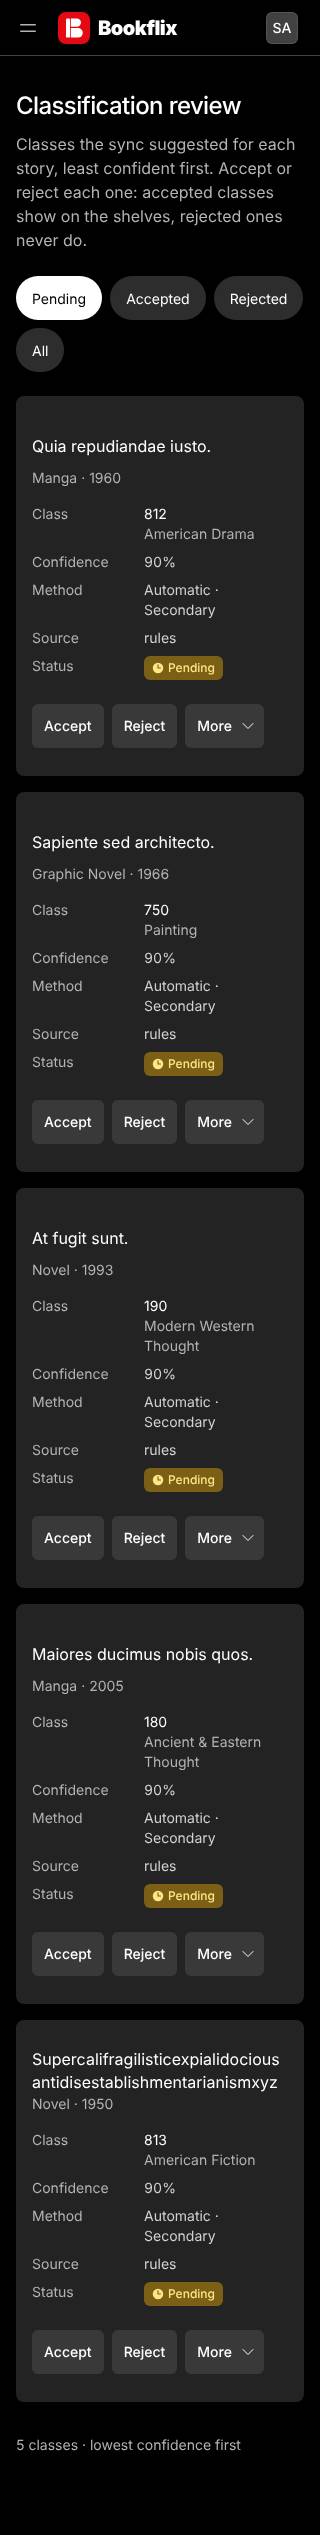 Bookflix
SA
Classification review
Classes the sync suggested for each
story, least confident first. Accept or
reject each one: accepted classes
show on the shelves, rejected ones
never do.
Pending
Accepted
Rejected
All
Quia repudiandae iusto.
Manga · 1960
Class
812
American Drama
Confidence
90%
Method
Automatic ·
Secondary
Source
rules
Status
Pending
Accept
Reject
More
Sapiente sed architecto.
Graphic Novel · 1966
Class
750
Painting
Confidence
90%
Method
Automatic ·
Secondary
Source
rules
Status
Pending
Accept
Reject
More
At fugit sunt.
Novel · 1993
Class
190
Modern Western
Thought
Confidence
90%
Method
Automatic ·
Secondary
Source
rules
Status
Pending
Accept
Reject
More
Maiores ducimus nobis quos.
Manga · 2005
Class
180
Ancient & Eastern
Thought
Confidence
90%
Method
Automatic ·
Secondary
Source
rules
Status
Pending
Accept
Reject
More
Supercalifragilisticexpialidocious
antidisestablishmentarianismxyz
Novel · 1950
Class
813
American Fiction
Confidence
90%
Method
Automatic ·
Secondary
Source
rules
Status
Pending
Accept
Reject
More
5 classes · lowest confidence first